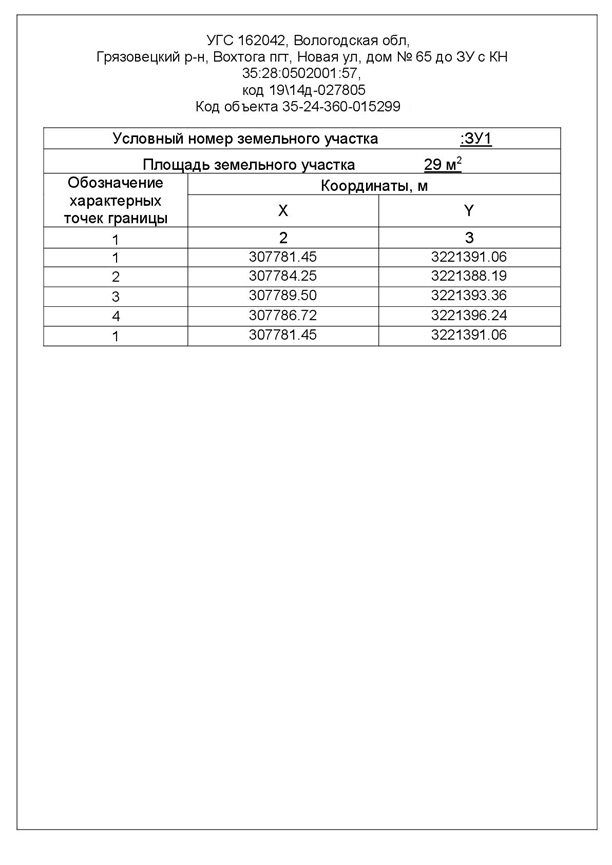 УГС 162042, Вологодская обл,
Грязовецкий р-н, Вохтога пгт, Новая ул, дом № 65 до ЗУ с КН
35:28:0502001:57,
код 19\14д-027805
Код объекта 35-24-360-015299
Условный номер земельного участка :ЗУ1
Площадь земельного участка 29 м²
Обозначение характерных точек границы
Координаты, м
X Y
1 2 3
1 307781.45 3221391.06
2 307784.25 3221388.19
3 307789.50 3221393.36
4 307786.72 3221396.24
1 307781.45 3221391.06